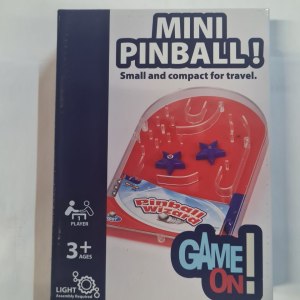 MINI
PINBALL!
Small and compact for travel.
1
PLAYER
3+
AGES
LIGHT
Assembly Required
Pinball
Wizard
GAME
ON!